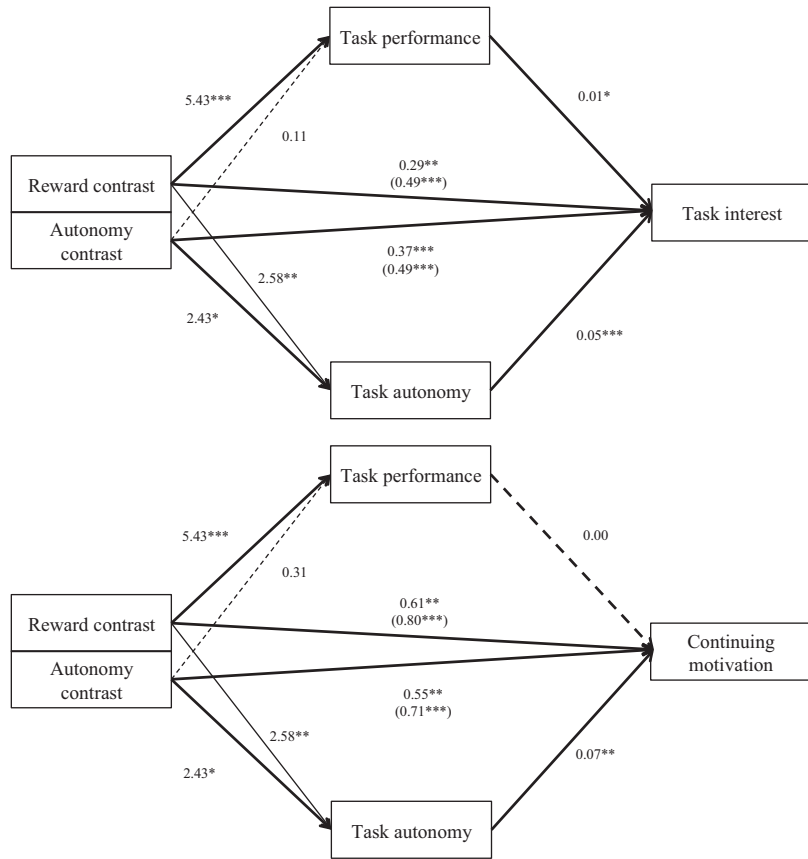 Task performance
5.43***
0.01*
0.11
0.29**
(0.49***)
Reward contrast
Autonomy
contrast
Task interest
0.37***
(0.49***)
2.58**
2.43*
0.05***
Task autonomy
Task performance
5.43***
0.00
0.31
0.61**
(0.80***)
Reward contrast
Autonomy
contrast
Continuing
motivation
0.55**
(0.71***)
2.58**
2.43*
0.07**
Task autonomy